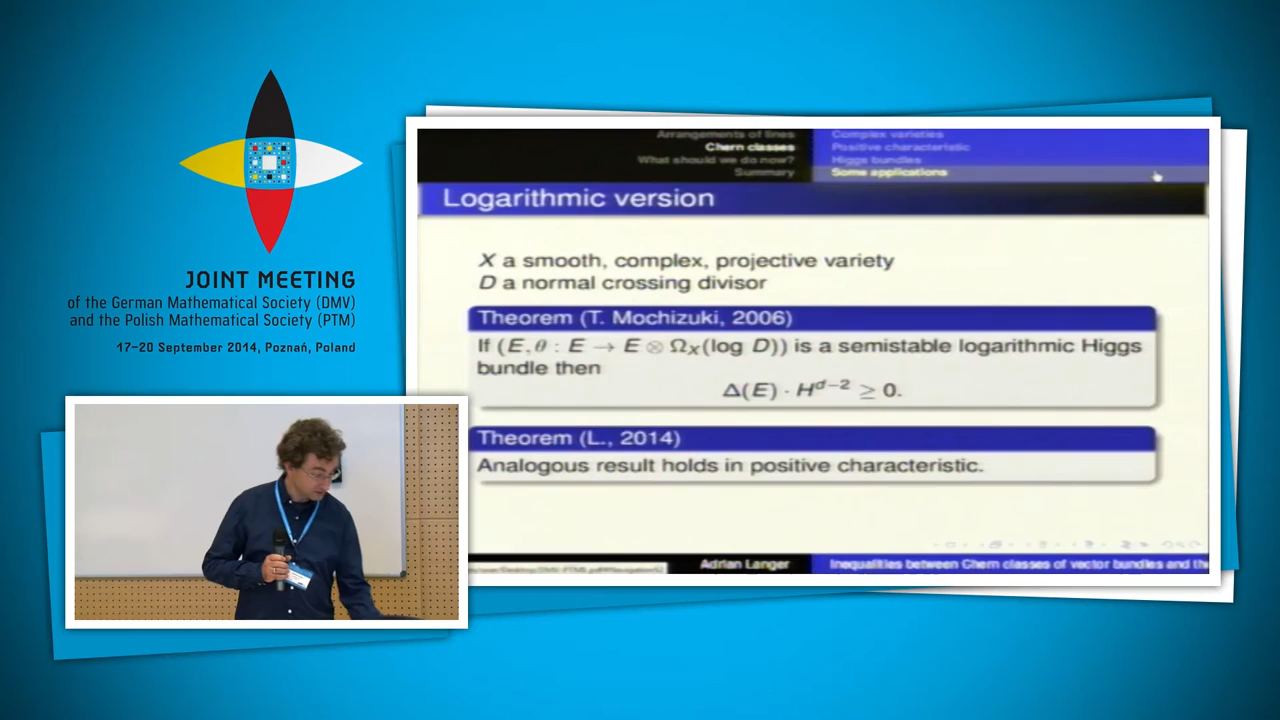 JOINT MEETING
of the German Mathematical Society (DMV)
and the Polish Mathematical Society (PTM)
17–20 September 2014, Poznań, Poland
Arrangements of lines
Chern classes
What should we do now?
Summary
Complex varieties
Positive characteristic
Higgs bundles
Some applications
Logarithmic version
X a smooth, complex, projective variety
D a normal crossing divisor
Theorem (T. Mochizuki, 2006)
If (E, θ : E → E ⊗ Ω_X(log D)) is a semistable logarithmic Higgs
bundle then
Δ(E) · H^{d−2} ≥ 0.
Theorem (L., 2014)
Analogous result holds in positive characteristic.
Adrian Langer
Inequalities between Chern classes of vector bundles and th